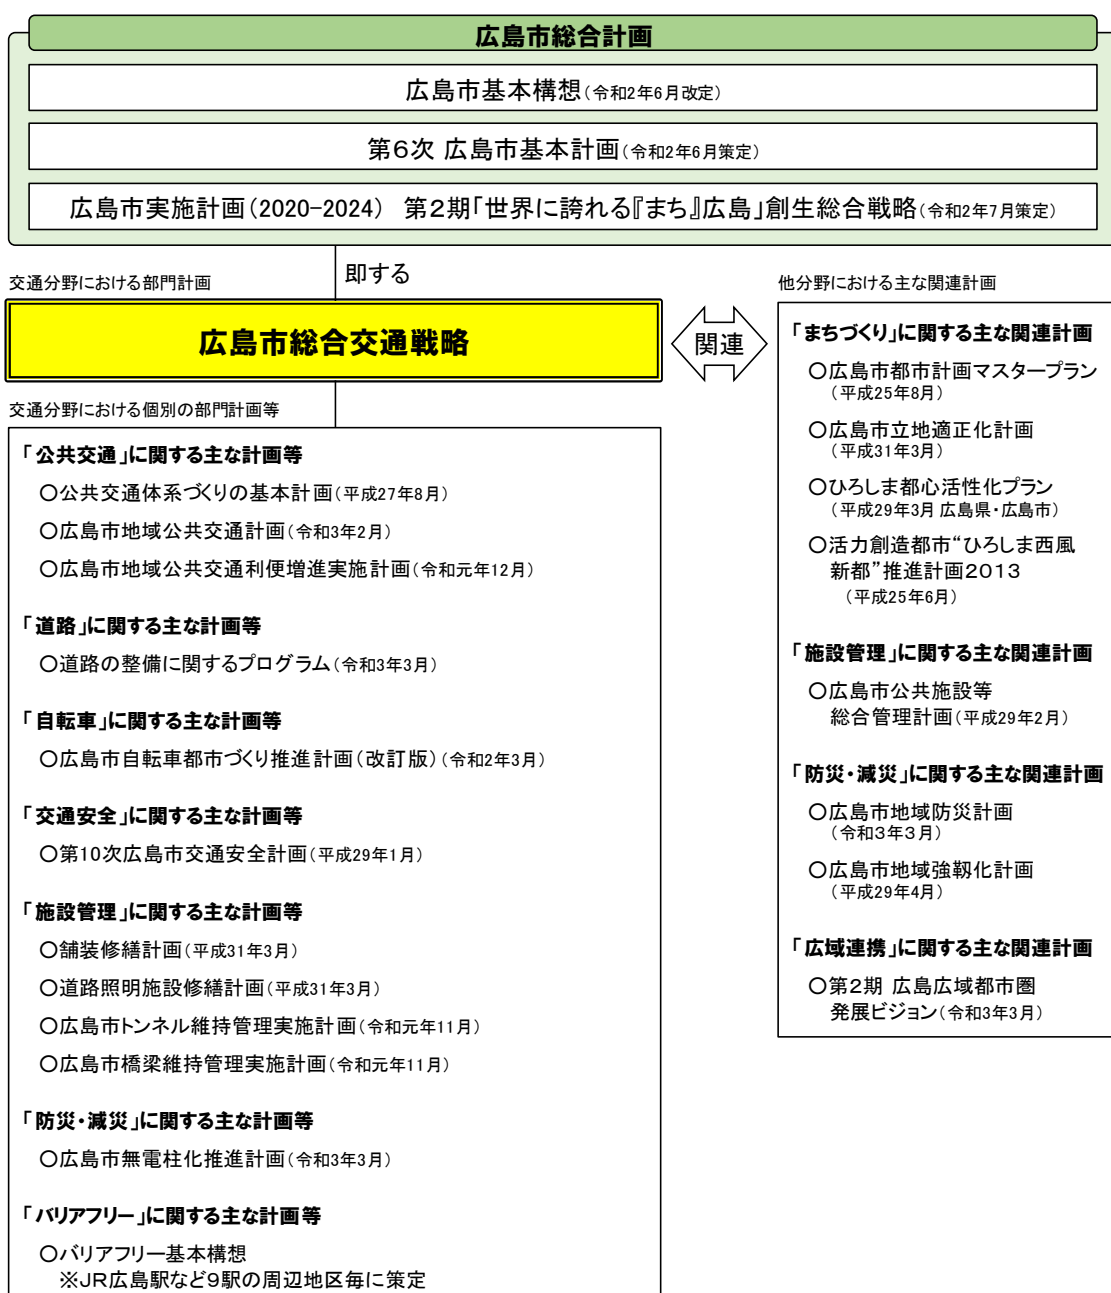 広島市総合計画
広島市基本構想（令和2年6月改定）
第６次 広島市基本計画（令和2年6月策定）
広島市実施計画（2020-2024） 第２期「世界に誇れる『まち』広島」創生総合戦略（令和2年7月策定）
交通分野における部門計画
即する
広島市総合交通戦略
関連
交通分野における個別の部門計画等
「公共交通」に関する主な計画等
○公共交通体系づくりの基本計画（平成27年8月）
○広島市地域公共交通計画（令和3年2月）
○広島市地域公共交通利便増進実施計画（令和元年12月）
「道路」に関する主な計画等
○道路の整備に関するプログラム（令和3年3月）
「自転車」に関する主な計画等
○広島市自転車都市づくり推進計画（改訂版）（令和2年3月）
「交通安全」に関する主な計画等
○第10次広島市交通安全計画（平成29年1月）
「施設管理」に関する主な計画等
○舗装修繕計画（平成31年3月）
○道路照明施設修繕計画（平成31年3月）
○広島市トンネル維持管理実施計画（令和元年11月）
○広島市橋梁維持管理実施計画（令和元年11月）
「防災・減災」に関する主な計画等
○広島市無電柱化推進計画（令和3年3月）
「バリアフリー」に関する主な計画等
○バリアフリー基本構想
※ＪＲ広島駅など９駅の周辺地区毎に策定
他分野における主な関連計画
「まちづくり」に関する主な関連計画
○広島市都市計画マスタープラン
（平成25年8月）
○広島市立地適正化計画
（平成31年3月）
○ひろしま都心活性化プラン
（平成29年3月 広島県・広島市）
○活力創造都市“ひろしま西風
新都”推進計画２０１３
（平成25年6月）
「施設管理」に関する主な関連計画
○広島市公共施設等
総合管理計画（平成29年2月）
「防災・減災」に関する主な関連計画
○広島市地域防災計画
（令和３年３月）
○広島市地域強靱化計画
（平成29年4月）
「広域連携」に関する主な関連計画
○第２期 広島広域都市圏
発展ビジョン（令和3年3月）